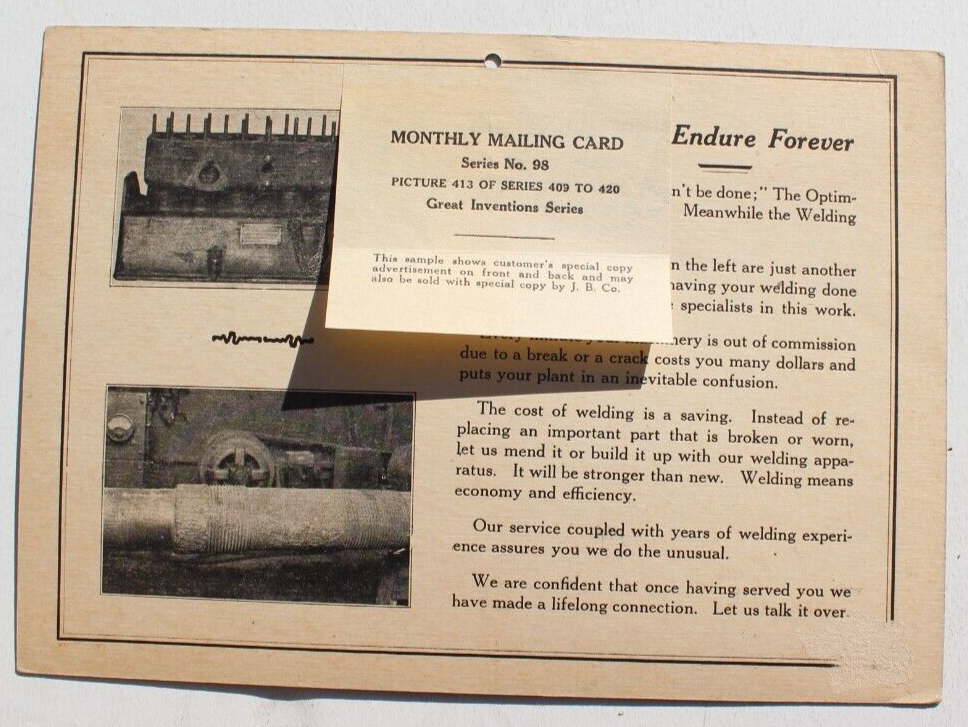 MONTHLY MAILING CARD
Series No. 98
PICTURE 413 OF SERIES 409 TO 420
Great Inventions Series
This sample shows customer's special copy
advertisement on front and back and may
also be sold with special copy by J. B. Co.
Endure Forever
n't be done;" The Optim-
Meanwhile the Welding
n the left are just another
having your welding done
specialists in this work.
Every nery is out of commission
due to a break or a crack costs you many dollars and
puts your plant in an inevitable confusion.
The cost of welding is a saving. Instead of re-
placing an important part that is broken or worn,
let us mend it or build it up with our welding appa-
ratus. It will be stronger than new. Welding means
economy and efficiency.
Our service coupled with years of welding experi-
ence assures you we do the unusual.
We are confident that once having served you we
have made a lifelong connection. Let us talk it over.